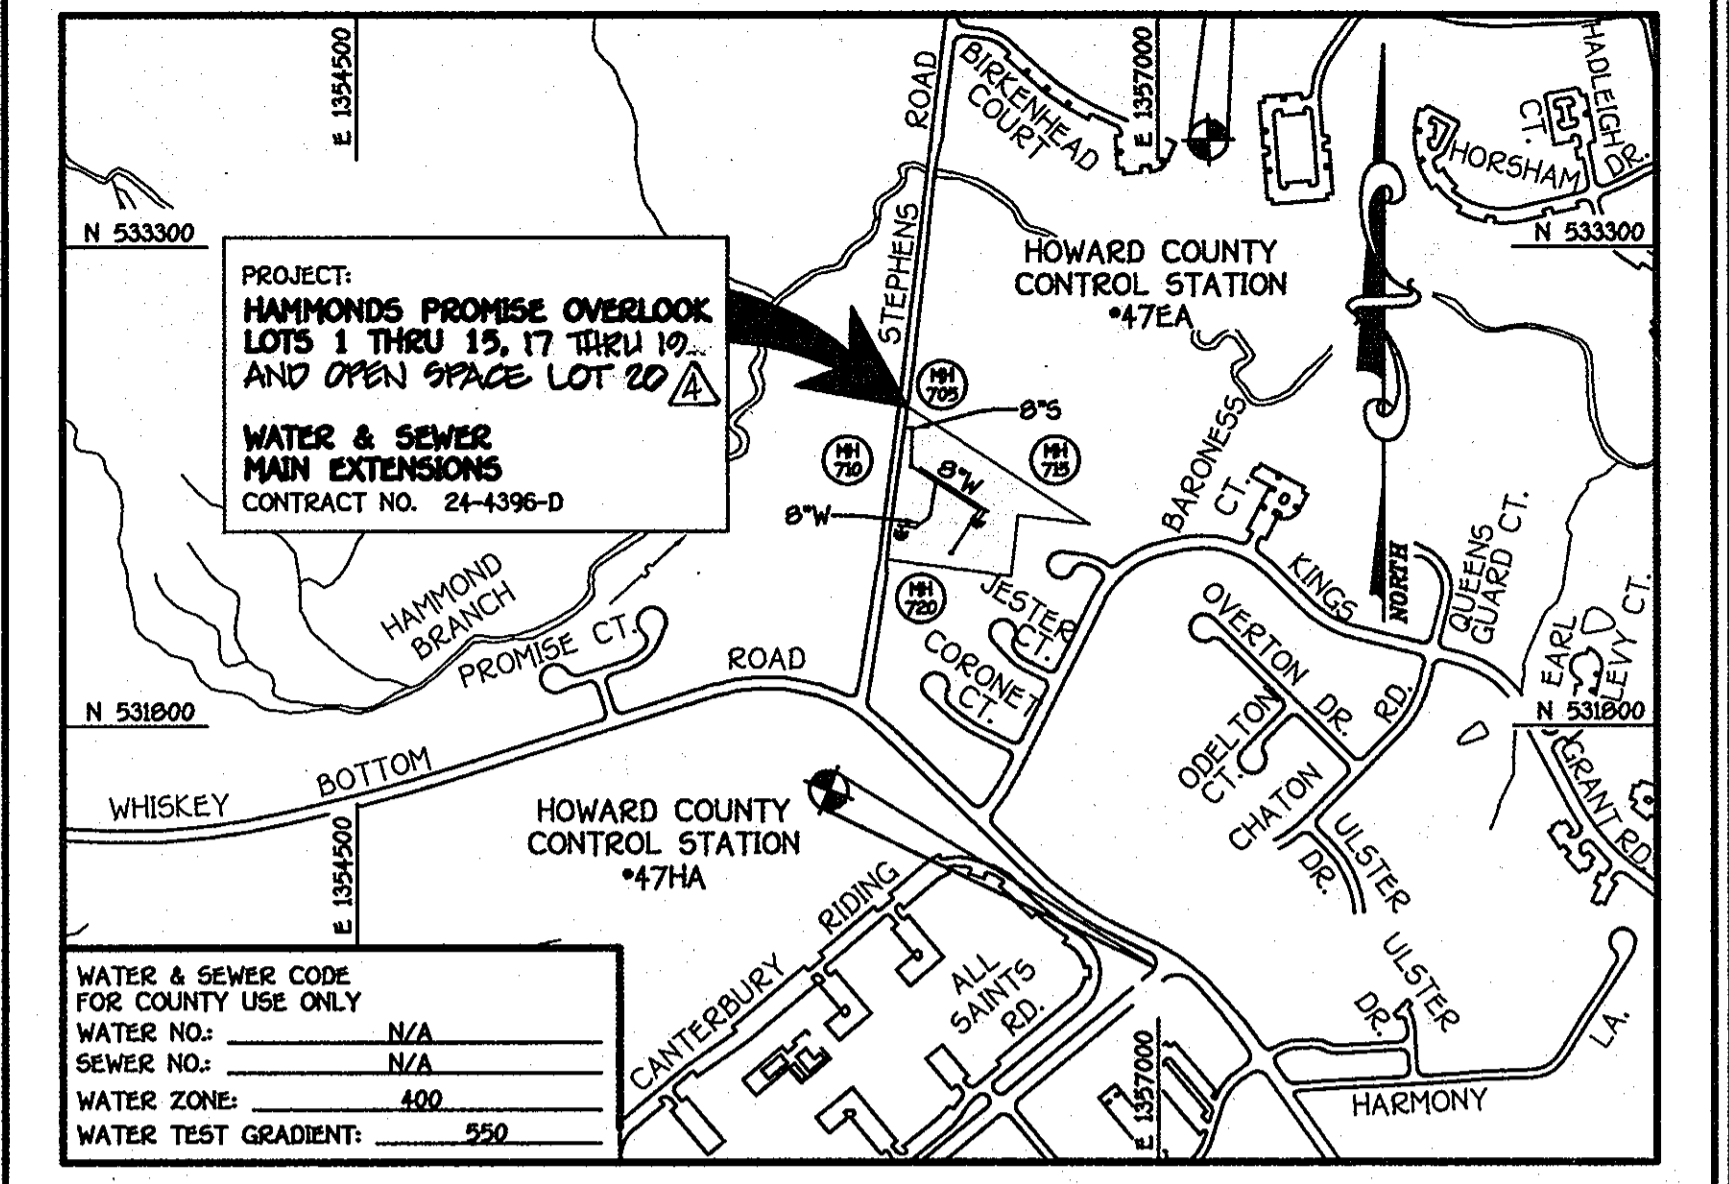 E 1354500
ROAD
BIRKENHEAD
COURT
E 1357000
HADLEIGH
DR.
CT.
HORSHAM
N 533300
N 533300
STEPHENS
HOWARD COUNTY
CONTROL STATION
•47EA
PROJECT:
HAMMONDS PROMISE OVERLOOK
LOTS 1 THRU 15, 17 THRU 19
AND OPEN SPACE LOT 20 4
WATER & SEWER
MAIN EXTENSIONS
CONTRACT NO. 24-4396-D
MH
705
8"S
MH
710
MH
715
8"W
8"W
MH
720
BARONESS
CT.
KINGS
RD.
NORTH
QUEENS
GUARD CT.
EARL
LEVY CT.
HAMMOND
BRANCH
PROMISE CT.
ROAD
JESTER
CT.
CORONET
CT.
OVERTON
DR.
ODELTON
CT.
CHATON
DR.
N 531800
N 531800
GRANT RD.
WHISKEY
BOTTOM
E 1354500
HOWARD COUNTY
CONTROL STATION
•47HA
ULSTER
ULSTER
DR.
CANTERBURY
RIDING
ALL
SAINTS
RD.
E 1357000
HARMONY
LA.
WATER & SEWER CODE
FOR COUNTY USE ONLY
WATER NO.: N/A
SEWER NO.: N/A
WATER ZONE: 400
WATER TEST GRADIENT: 550